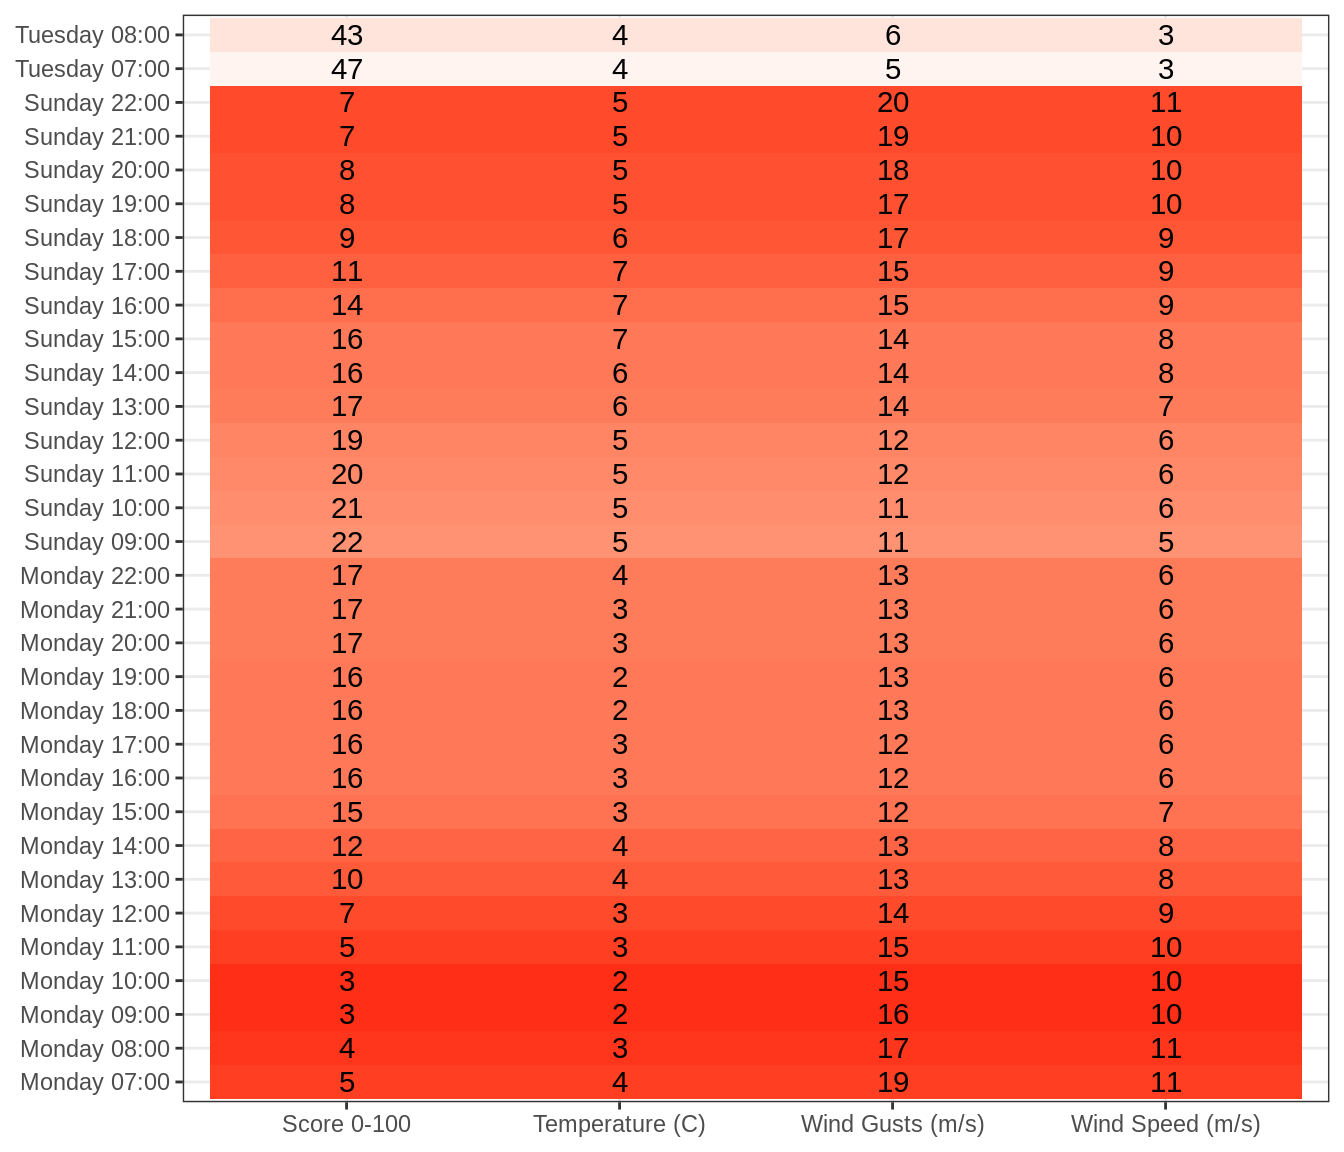 Tuesday 08:00 43 4 6 3
Tuesday 07:00 47 4 5 3
Sunday 22:00 7 5 20 11
Sunday 21:00 7 5 19 10
Sunday 20:00 8 5 18 10
Sunday 19:00 8 5 17 10
Sunday 18:00 9 6 17 9
Sunday 17:00 11 7 15 9
Sunday 16:00 14 7 15 9
Sunday 15:00 16 7 14 8
Sunday 14:00 16 6 14 8
Sunday 13:00 17 6 14 7
Sunday 12:00 19 5 12 6
Sunday 11:00 20 5 12 6
Sunday 10:00 21 5 11 6
Sunday 09:00 22 5 11 5
Monday 22:00 17 4 13 6
Monday 21:00 17 3 13 6
Monday 20:00 17 3 13 6
Monday 19:00 16 2 13 6
Monday 18:00 16 2 13 6
Monday 17:00 16 3 12 6
Monday 16:00 16 3 12 6
Monday 15:00 15 3 12 7
Monday 14:00 12 4 13 8
Monday 13:00 10 4 13 8
Monday 12:00 7 3 14 9
Monday 11:00 5 3 15 10
Monday 10:00 3 2 15 10
Monday 09:00 3 2 16 10
Monday 08:00 4 3 17 11
Monday 07:00 5 4 19 11
Score 0-100 Temperature (C) Wind Gusts (m/s) Wind Speed (m/s)